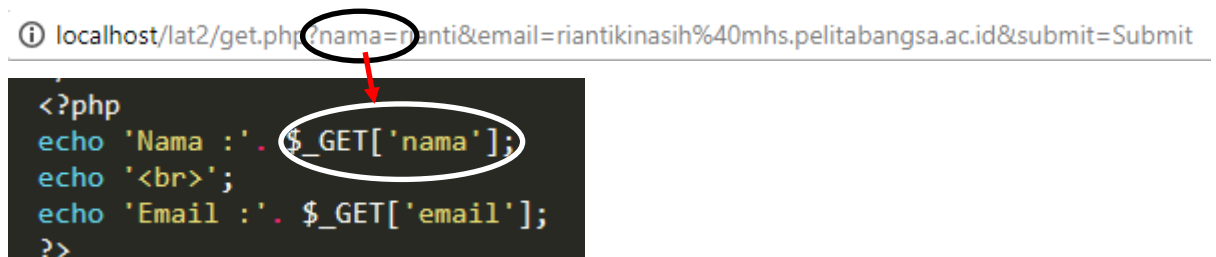 localhost/lat2/get.php?nama=rianti&email=riantikinasih%40mhs.pelitabangsa.ac.id&submit=Submit
<?php
echo 'Nama :'. $_GET['nama'];
echo '<br>';
echo 'Email :'. $_GET['email'];
?>